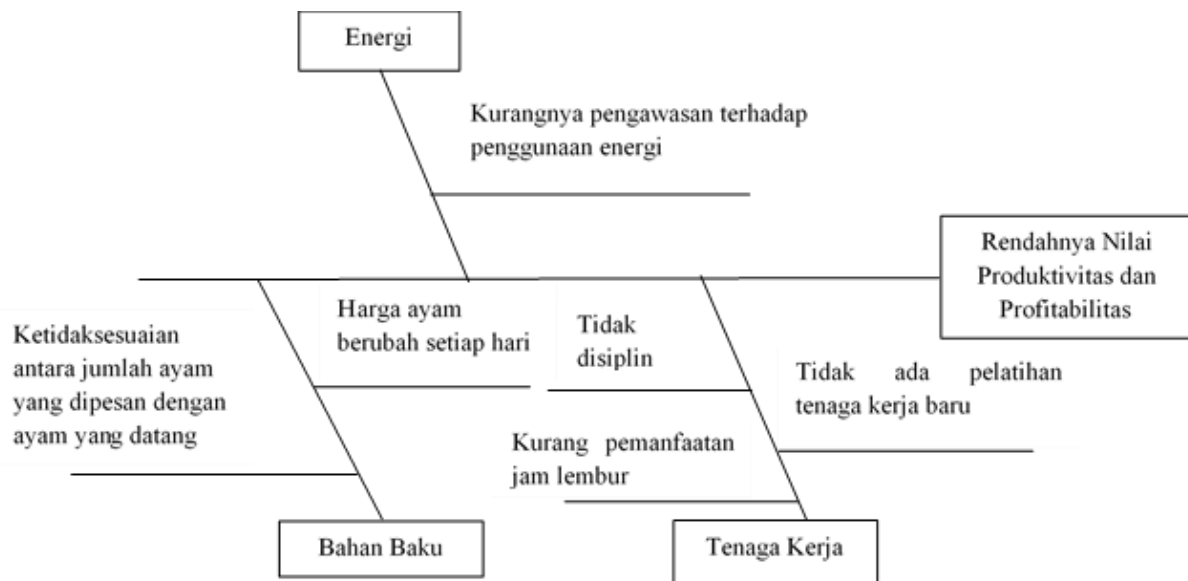 Energi
Kurangnya pengawasan terhadap
penggunaan energi
Rendahnya Nilai
Produktivitas dan
Profitabilitas
Ketidaksesuaian
antara jumlah ayam
yang dipesan dengan
ayam yang datang
Harga ayam
berubah setiap hari
Tidak
disiplin
Tidak ada pelatihan
tenaga kerja baru
Kurang pemanfaatan
jam lembur
Bahan Baku
Tenaga Kerja